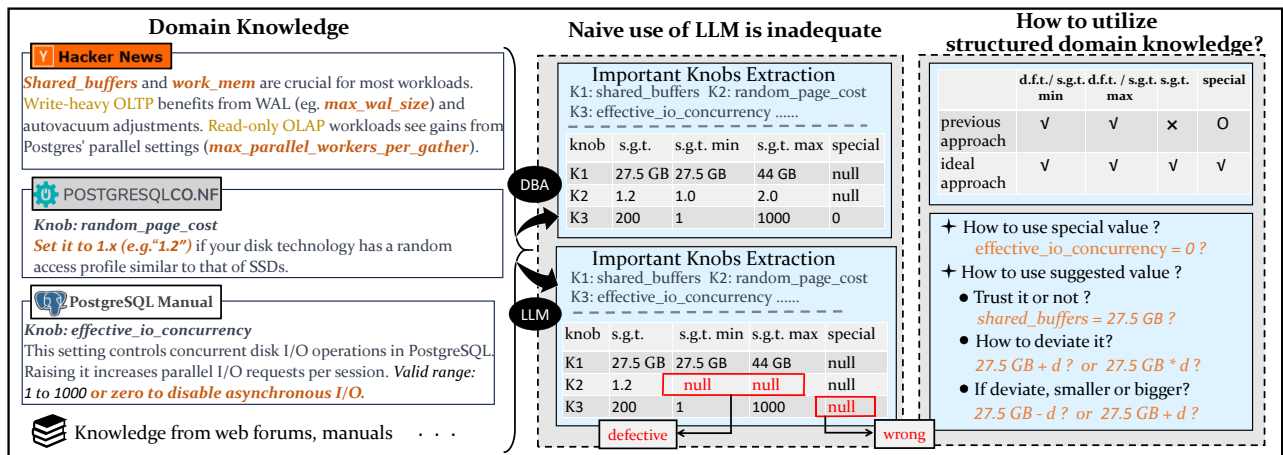 Domain Knowledge
Y Hacker News
Shared_buffers and work_mem are crucial for most workloads.
Write-heavy OLTP benefits from WAL (eg. max_wal_size) and
autovacuum adjustments. Read-only OLAP workloads see gains from
Postgres' parallel settings (max_parallel_workers_per_gather).
POSTGRESQLCO.NF
Knob: random_page_cost
Set it to 1.x (e.g."1.2") if your disk technology has a random
access profile similar to that of SSDs.
PostgreSQL Manual
Knob: effective_io_concurrency
This setting controls concurrent disk I/O operations in PostgreSQL.
Raising it increases parallel I/O requests per session. Valid range:
1 to 1000 or zero to disable asynchronous I/O.
Knowledge from web forums, manuals . . .
DBA
LLM
Naive use of LLM is inadequate
Important Knobs Extraction
K1: shared_buffers K2: random_page_cost
K3: effective_io_concurrency ......
knob s.g.t. s.g.t. min s.g.t. max special
K1 27.5 GB 27.5 GB 44 GB null
K2 1.2 1.0 2.0 null
K3 200 1 1000 0
Important Knobs Extraction
K1: shared_buffers K2: random_page_cost
K3: effective_io_concurrency ......
knob s.g.t. s.g.t. min s.g.t. max special
K1 27.5 GB 27.5 GB 44 GB null
K2 1.2 null null null
K3 200 1 1000 null
defective wrong
How to utilize
structured domain knowledge?
d.f.t./ s.g.t. d.f.t. / s.g.t. s.g.t. special
min max
previous √ √ × O
approach
ideal √ √ √ √
approach
How to use special value ?
effective_io_concurrency = 0 ?
How to use suggested value ?
• Trust it or not ?
shared_buffers = 27.5 GB ?
• How to deviate it?
27.5 GB + d ? or 27.5 GB * d ?
• If deviate, smaller or bigger?
27.5 GB - d ? or 27.5 GB + d ?